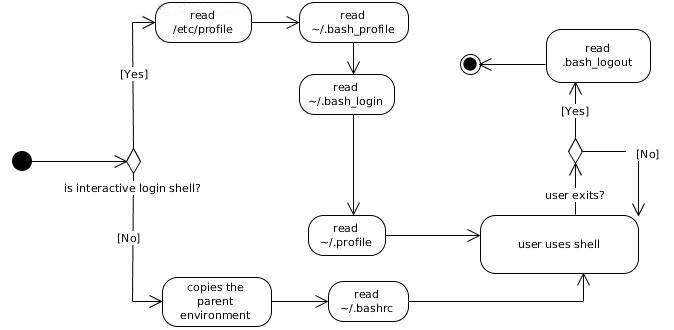 read
/etc/profile
read
~/.bash_profile
[Yes]
read
~/.bash_login
is interactive login shell?
[No]
read
~/.profile
copies the
parent
environment
read
~/.bashrc
user uses shell
user exits?
[No]
[Yes]
read
.bash_logout